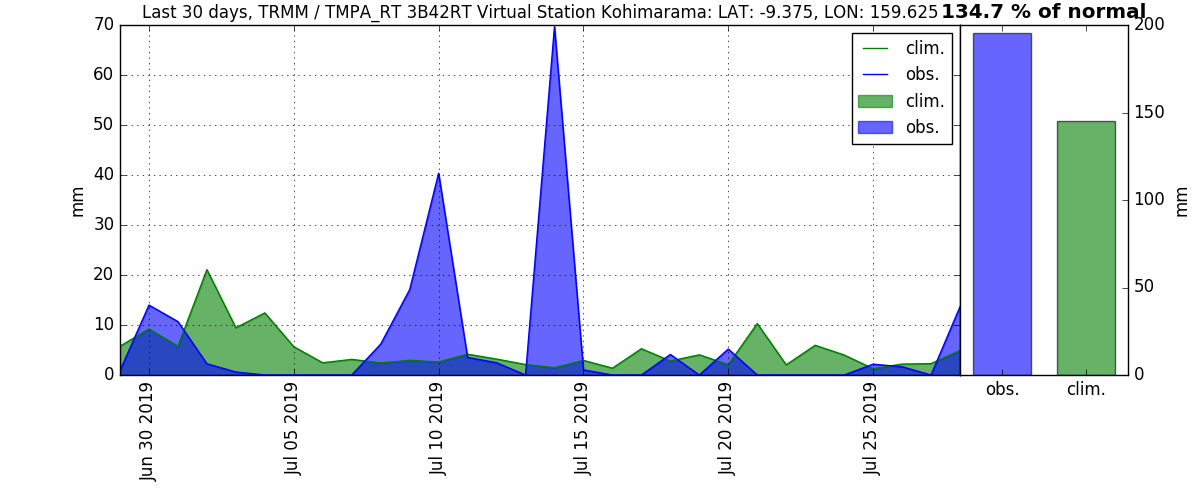 Last 30 days, TRMM / TMPA_RT 3B42RT Virtual Station Kohimarama: LAT: -9.375, LON: 159.625
134.7 % of normal
70
60
50
40
30
20
10
0
mm
clim.
obs.
clim.
obs.
Jun 30 2019
Jul 05 2019
Jul 10 2019
Jul 15 2019
Jul 20 2019
Jul 25 2019
200
150
100
50
0
mm
obs.
clim.